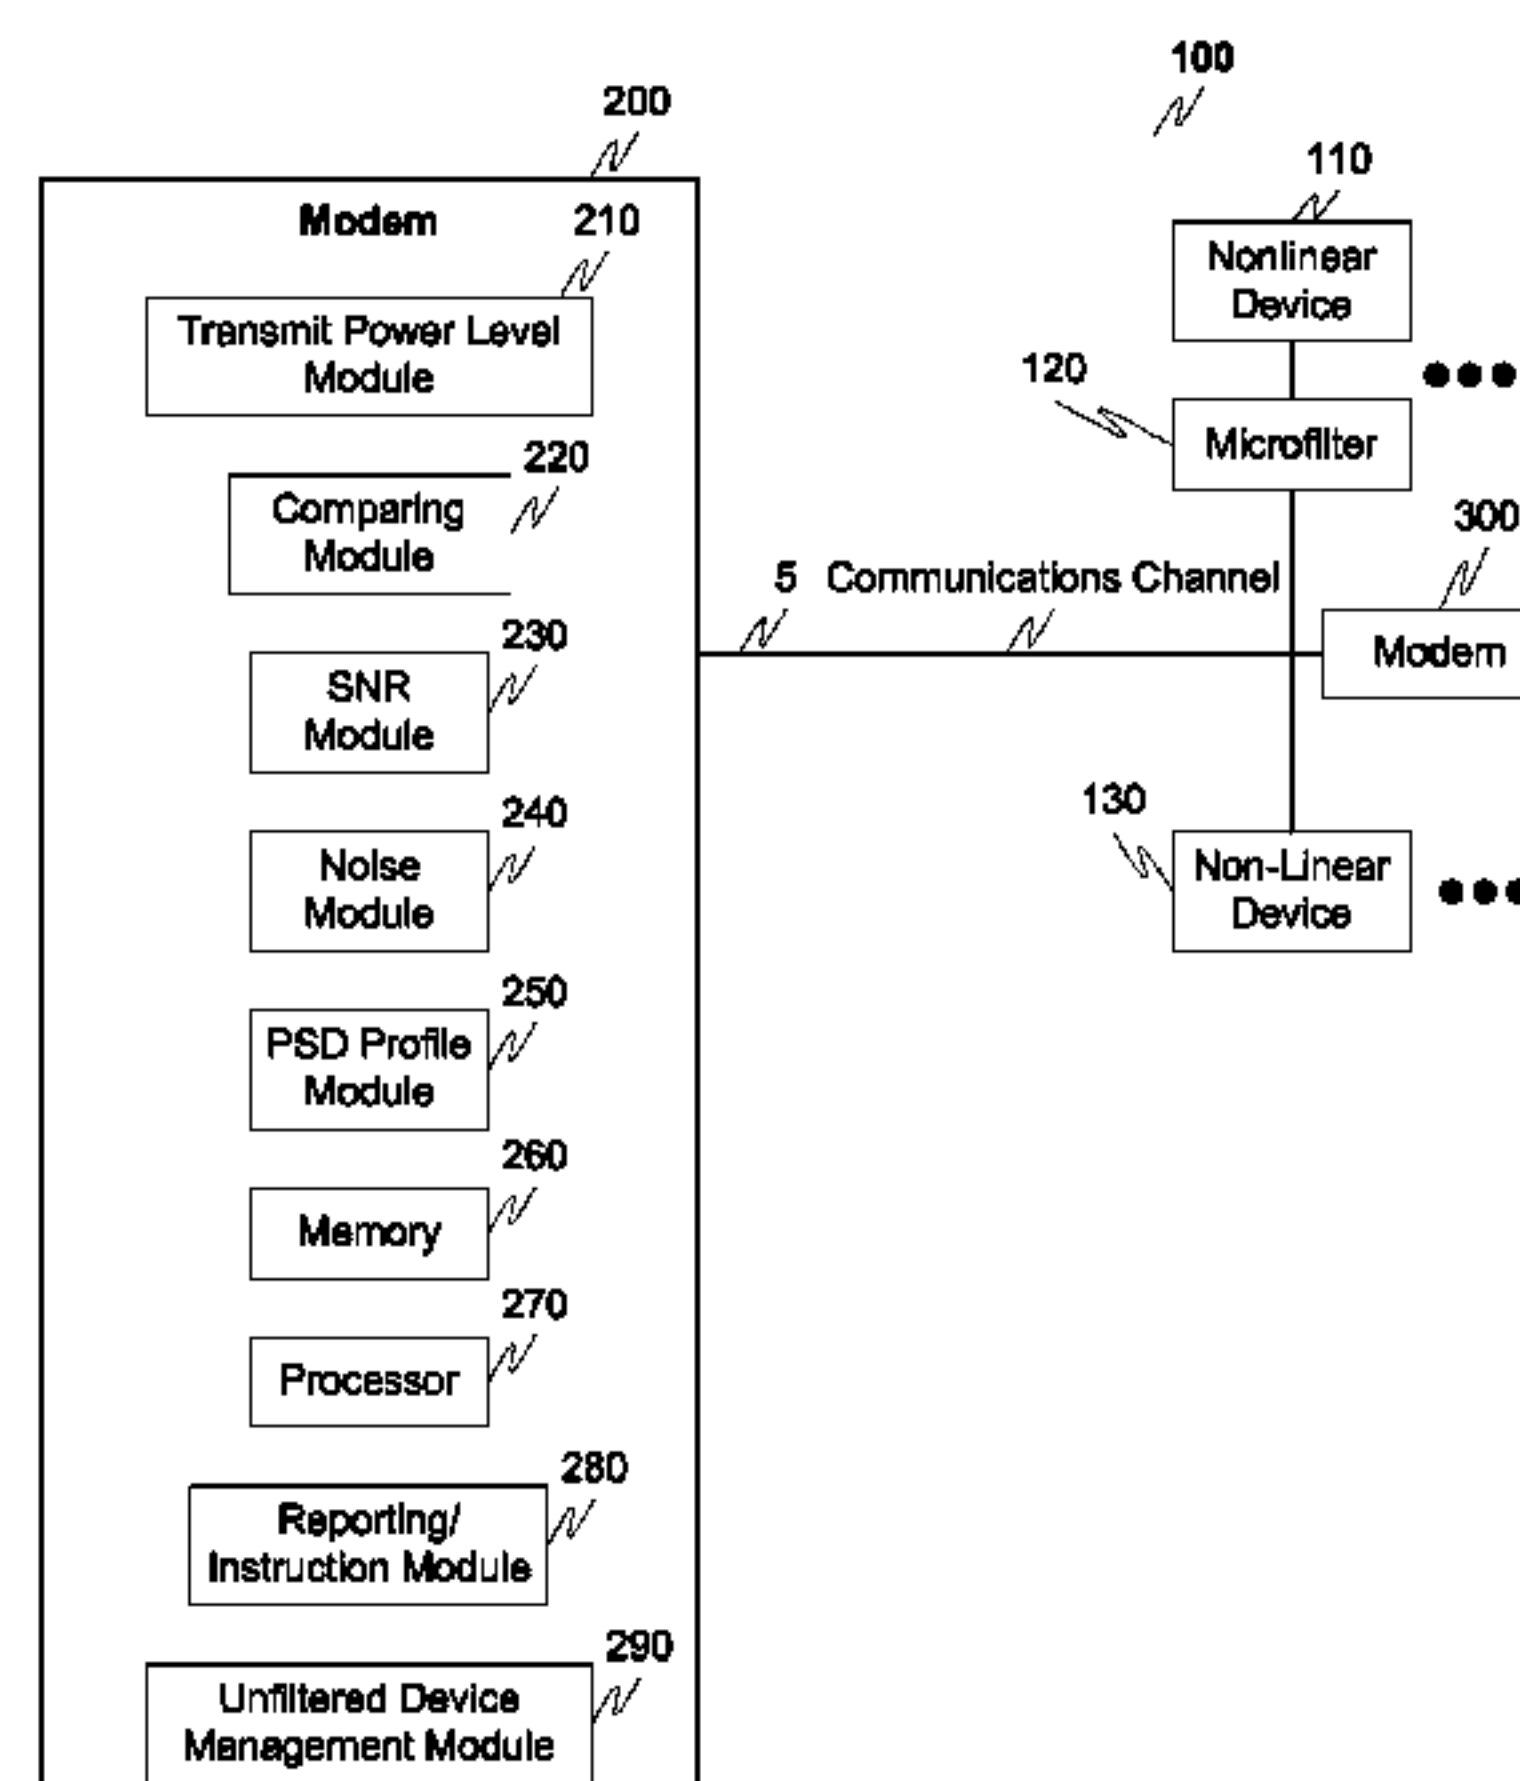 100
200
110
Modem
210
Nonlinear
Device
Transmit Power Level
Module
120
Microfilter
220
Comparing
Module
300
5 Communications Channel
230
Modem
SNR
Module
240
130
Noise
Module
Non-Linear
Device
250
PSD Profile
Module
260
Memory
270
Processor
280
Reporting/
Instruction Module
290
Unfiltered Device
Management Module